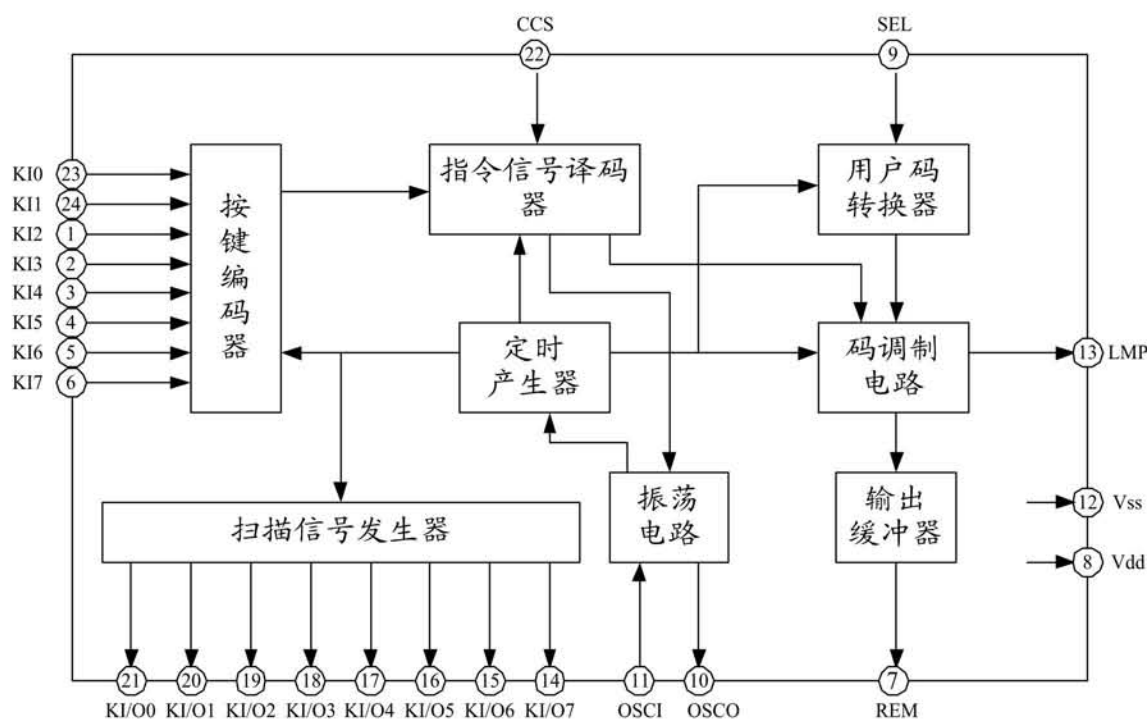 CCS
SEL
22
9
KI0
23
KI1
24
KI2
1
KI3
2
KI4
3
KI5
4
KI6
5
KI7
6
按
键
编
码
器
指令信号译码
器
用户码
转换器
定时
产生器
码调制
电路
13
LMP
扫描信号发生器
振荡
电路
输出
缓冲器
12
Vss
8
Vdd
21
20
19
18
17
16
15
14
11
10
7
KI/O0
KI/O1
KI/O2
KI/O3
KI/O4
KI/O5
KI/O6
KI/O7
OSCI
OSCO
REM